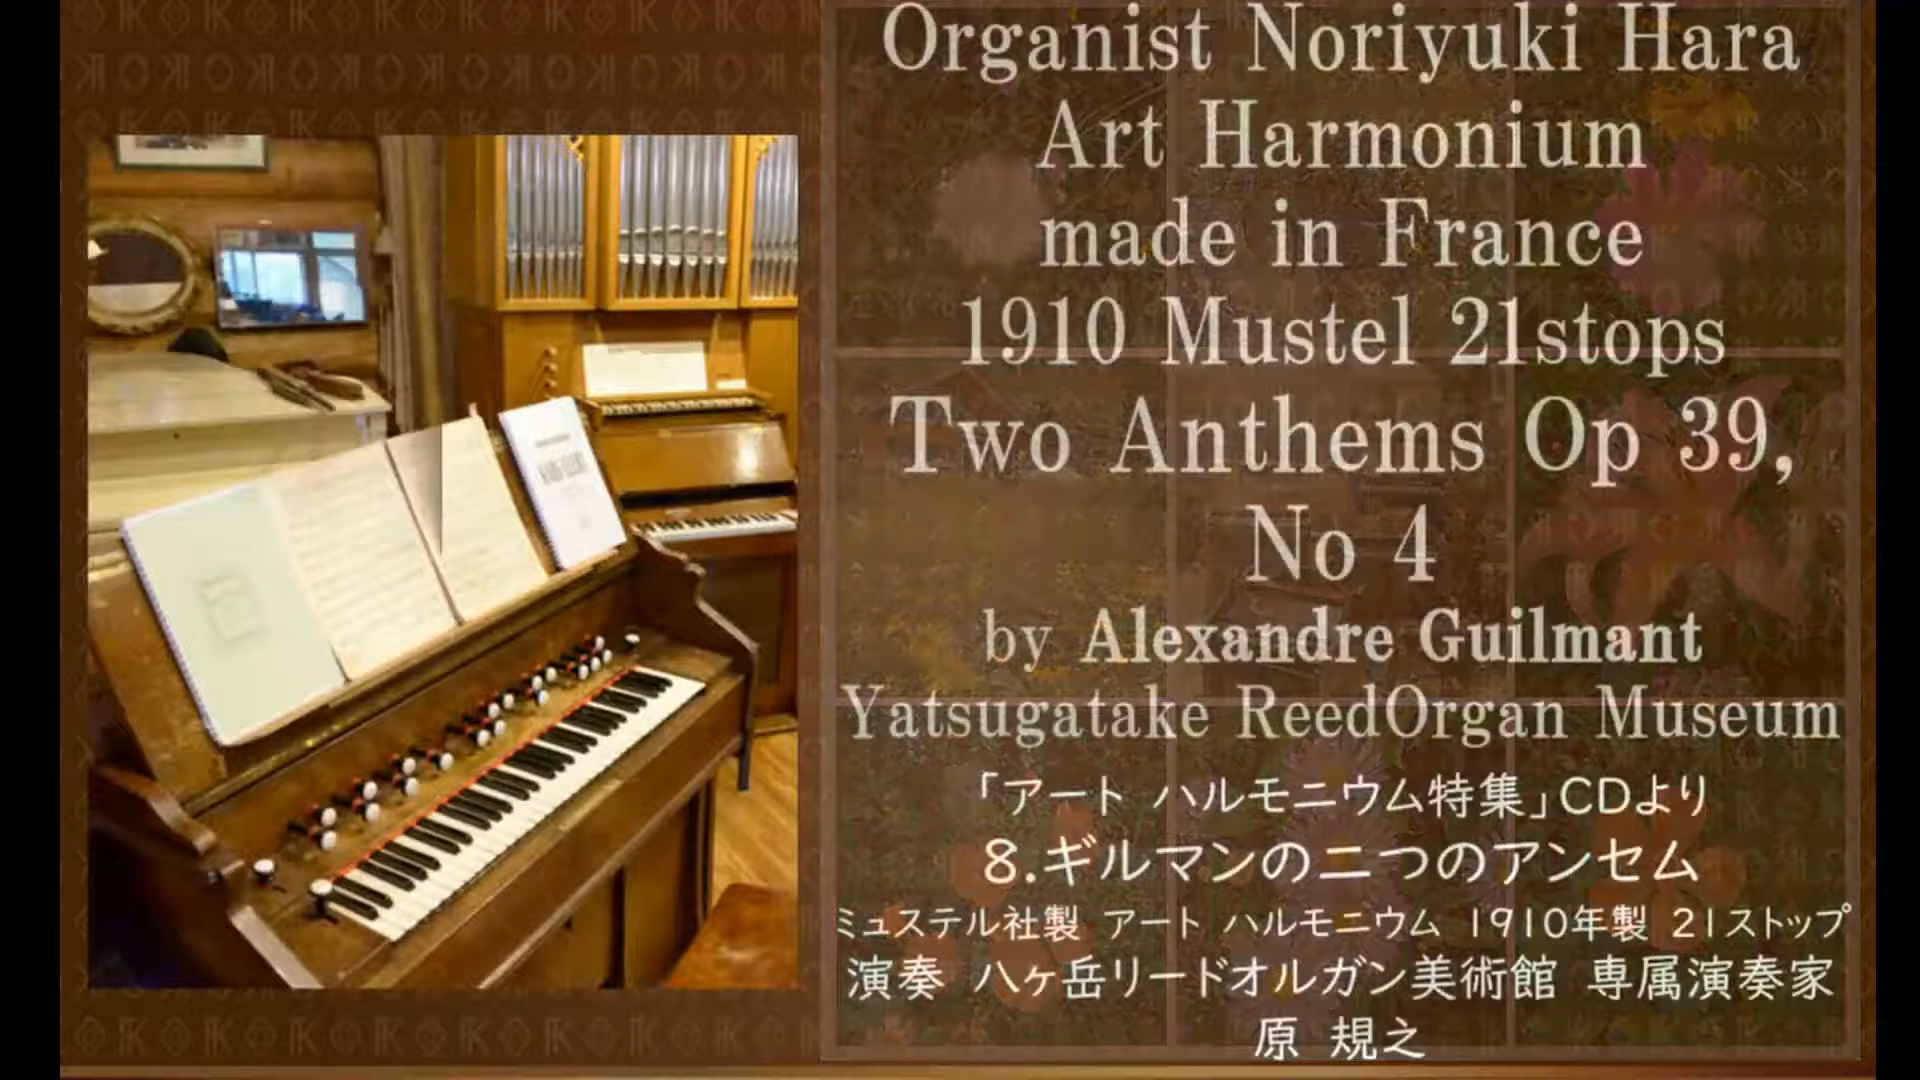 Organist Noriyuki Hara
Art Harmonium
made in France
1910 Mustel 21stops
Two Anthems Op 39,
No 4
by Alexandre Guilmant
Yatsugatake ReedOrgan Museum
「アート ハルモニウム特集」CDより
8.ギルマンの二つのアンセム
ミュステル社製 アート ハルモニウム 1910年製 21ストップ
演奏 八ヶ岳リードオルガン美術館 専属演奏家
原 規之